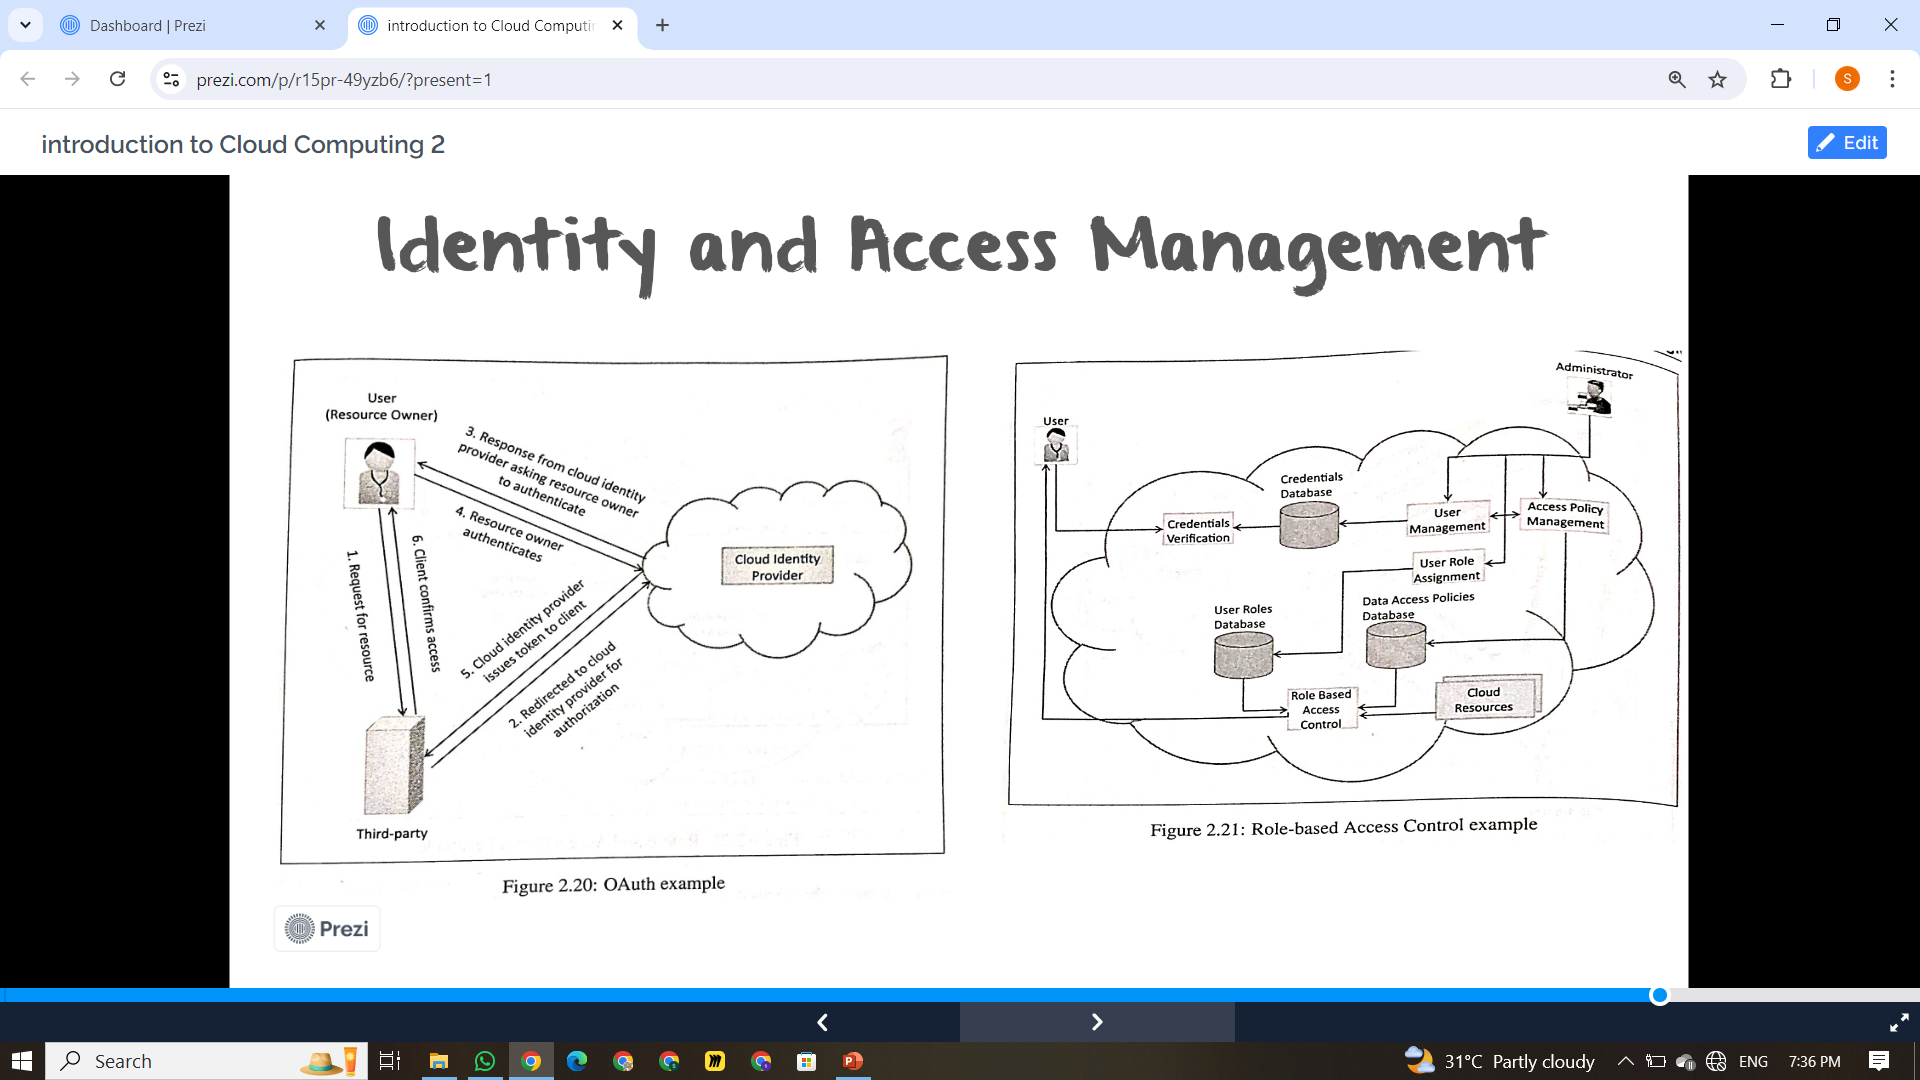 Dashboard | Prezi
introduction to Cloud Computin
prezi.com/p/r15pr-49yzb6/?present=1
S
introduction to Cloud Computing 2
Edit
Identity and Access Management
User
(Resource Owner)
3. Response from cloud identity
provider asking resource owner
to authenticate
4. Resource owner
authenticates
1. Request for resource
6. Client confirms access
5. Cloud identity provider
issues token to client
2. Redirected to cloud
identity provider for
authorization
Cloud Identity
Provider
Third-party
Figure 2.20: OAuth example
Administrator
User
Credentials
Database
Credentials
Verification
User
Management
Access Policy
Management
User Role
Assignment
User Roles
Database
Data Access Policies
Database
Role Based
Access
Control
Cloud
Resources
Figure 2.21: Role-based Access Control example
Prezi
Search
31°C Partly cloudy
ENG
7:36 PM